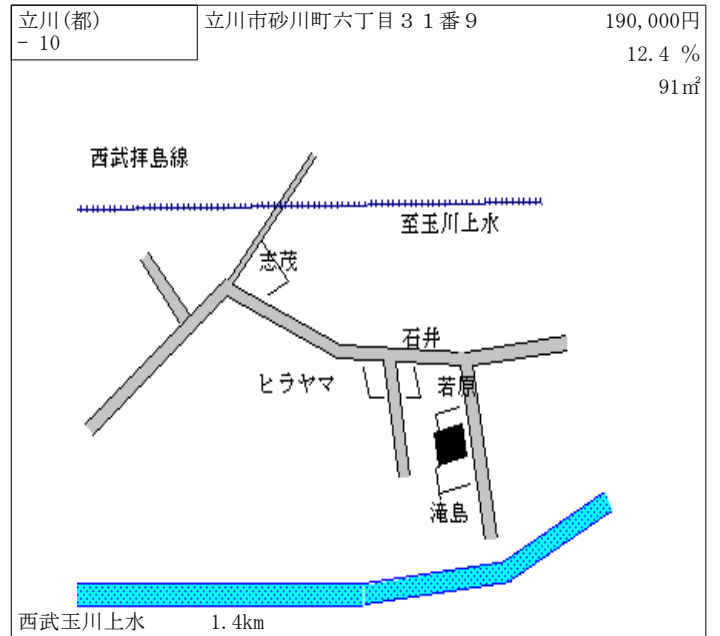 立川(都)
- 10
立川市砂川町六丁目３１番９
190,000円
12.4 %
91㎡
西武拝島線
至玉川上水
志茂
石井
ヒラヤマ
若原
滝島
西武玉川上水 1.4km